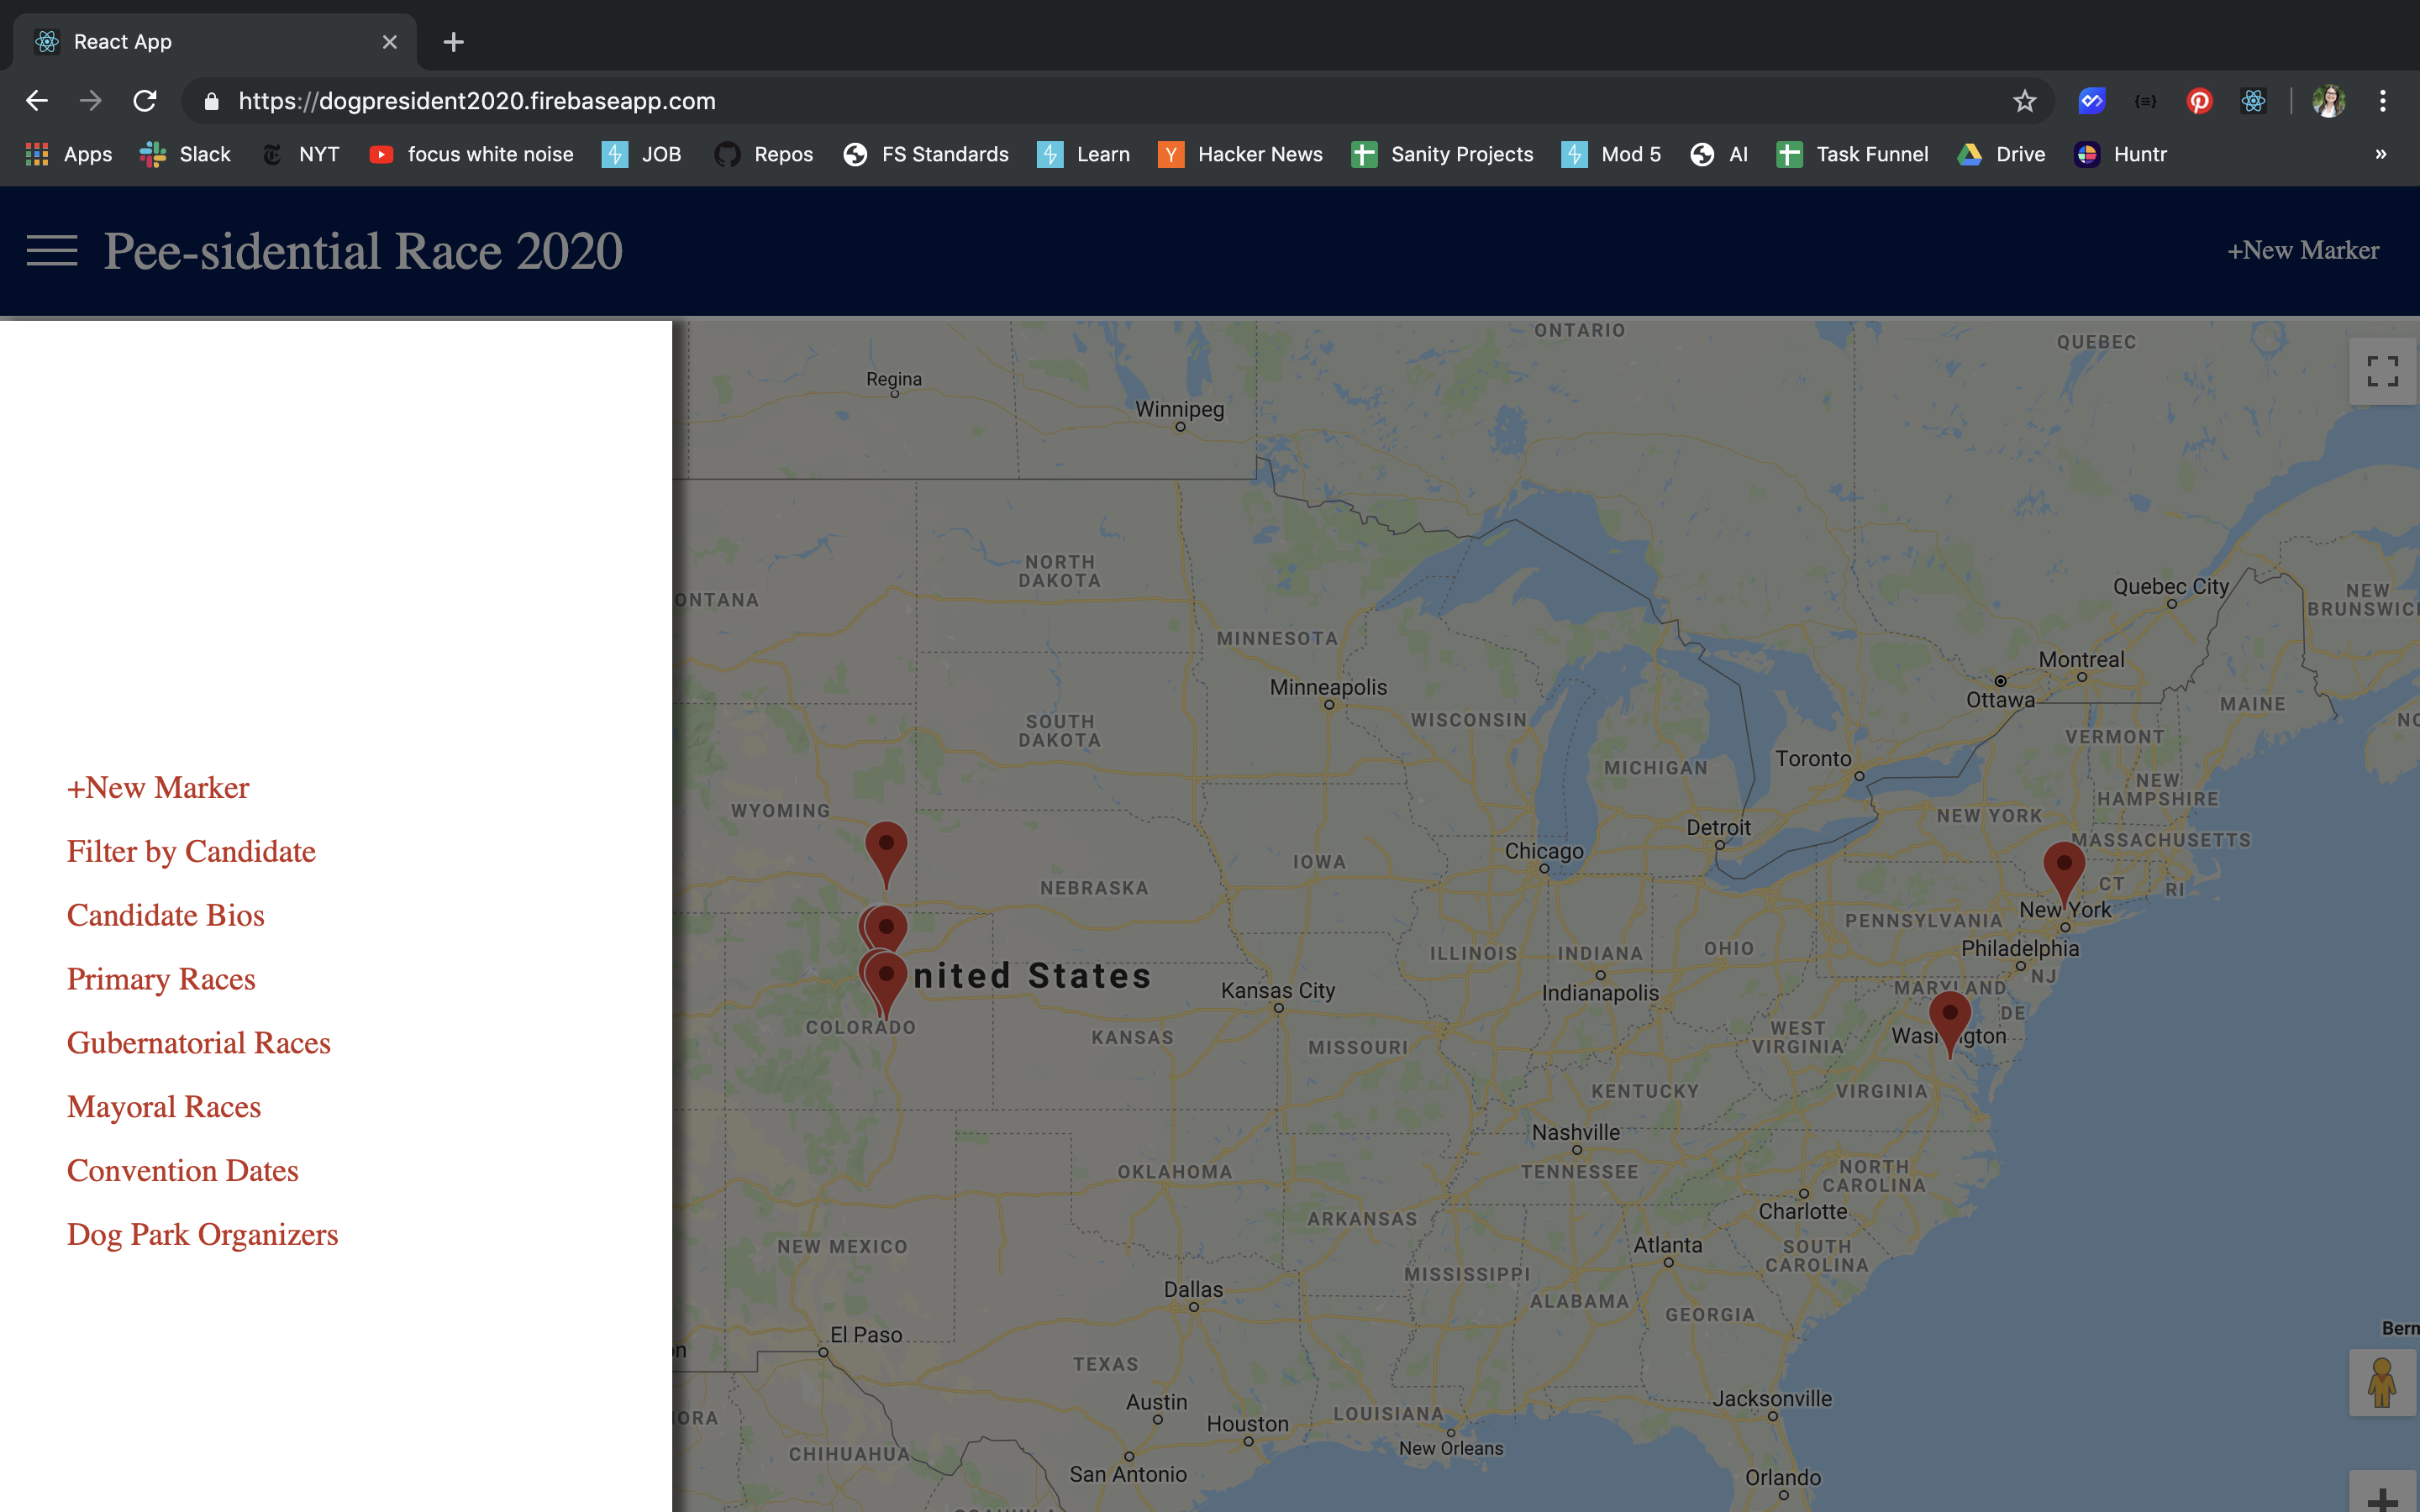 React App
https://dogpresident2020.firebaseapp.com
Apps Slack NYT focus white noise JOB Repos FS Standards Learn Hacker News Sanity Projects Mod 5 AI Task Funnel Drive Huntr »
Pee-sidential Race 2020
+New Marker
+New Marker
Filter by Candidate
Candidate Bios
Primary Races
Gubernatorial Races
Mayoral Races
Convention Dates
Dog Park Organizers
ONTARIO
QUEBEC
Regina
Winnipeg
NORTH
DAKOTA
ONTANA
Quebec City
NEW
BRUNSWIC
MINNESOTA
Montreal
Minneapolis
Ottawa
MAINE
WISCONSIN
SOUTH
DAKOTA
VERMONT
Toronto
MICHIGAN
NEW
HAMPSHIRE
WYOMING
NEW YORK
Detroit
MASSACHUSETTS
Chicago
IOWA
NEBRASKA
CT
RI
New York
PENNSYLVANIA
Philadelphia
ILLINOIS
INDIANA
OHIO
nited States
NJ
Kansas City
Indianapolis
MARYLAND
DE
COLORADO
KANSAS
MISSOURI
WEST
VIRGINIA
Was gton
KENTUCKY
VIRGINIA
Nashville
OKLAHOMA
TENNESSEE
NORTH
CAROLINA
Charlotte
ARKANSAS
NEW MEXICO
Atlanta
SOUTH
CAROLINA
MISSISSIPPI
Dallas
ALABAMA
GEORGIA
El Paso
Berm
TEXAS
Austin
Jacksonville
LOUISIANA
Houston
ORA
New Orleans
CHIHUAHUA
San Antonio
Orlando